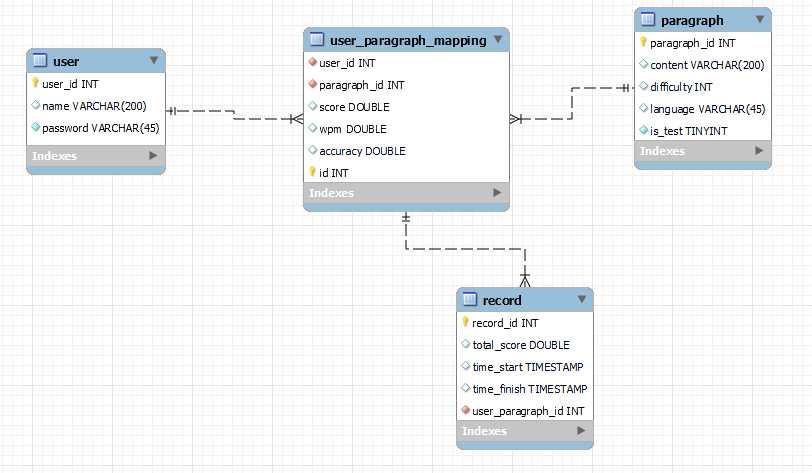 user
user_id INT
name VARCHAR(200)
password VARCHAR(45)
Indexes
user_paragraph_mapping
user_id INT
paragraph_id INT
score DOUBLE
wpm DOUBLE
accuracy DOUBLE
id INT
Indexes
paragraph
paragraph_id INT
content VARCHAR(200)
difficulty INT
language VARCHAR(45)
is_test TINYINT
Indexes
record
record_id INT
total_score DOUBLE
time_start TIMESTAMP
time_finish TIMESTAMP
user_paragraph_id INT
Indexes